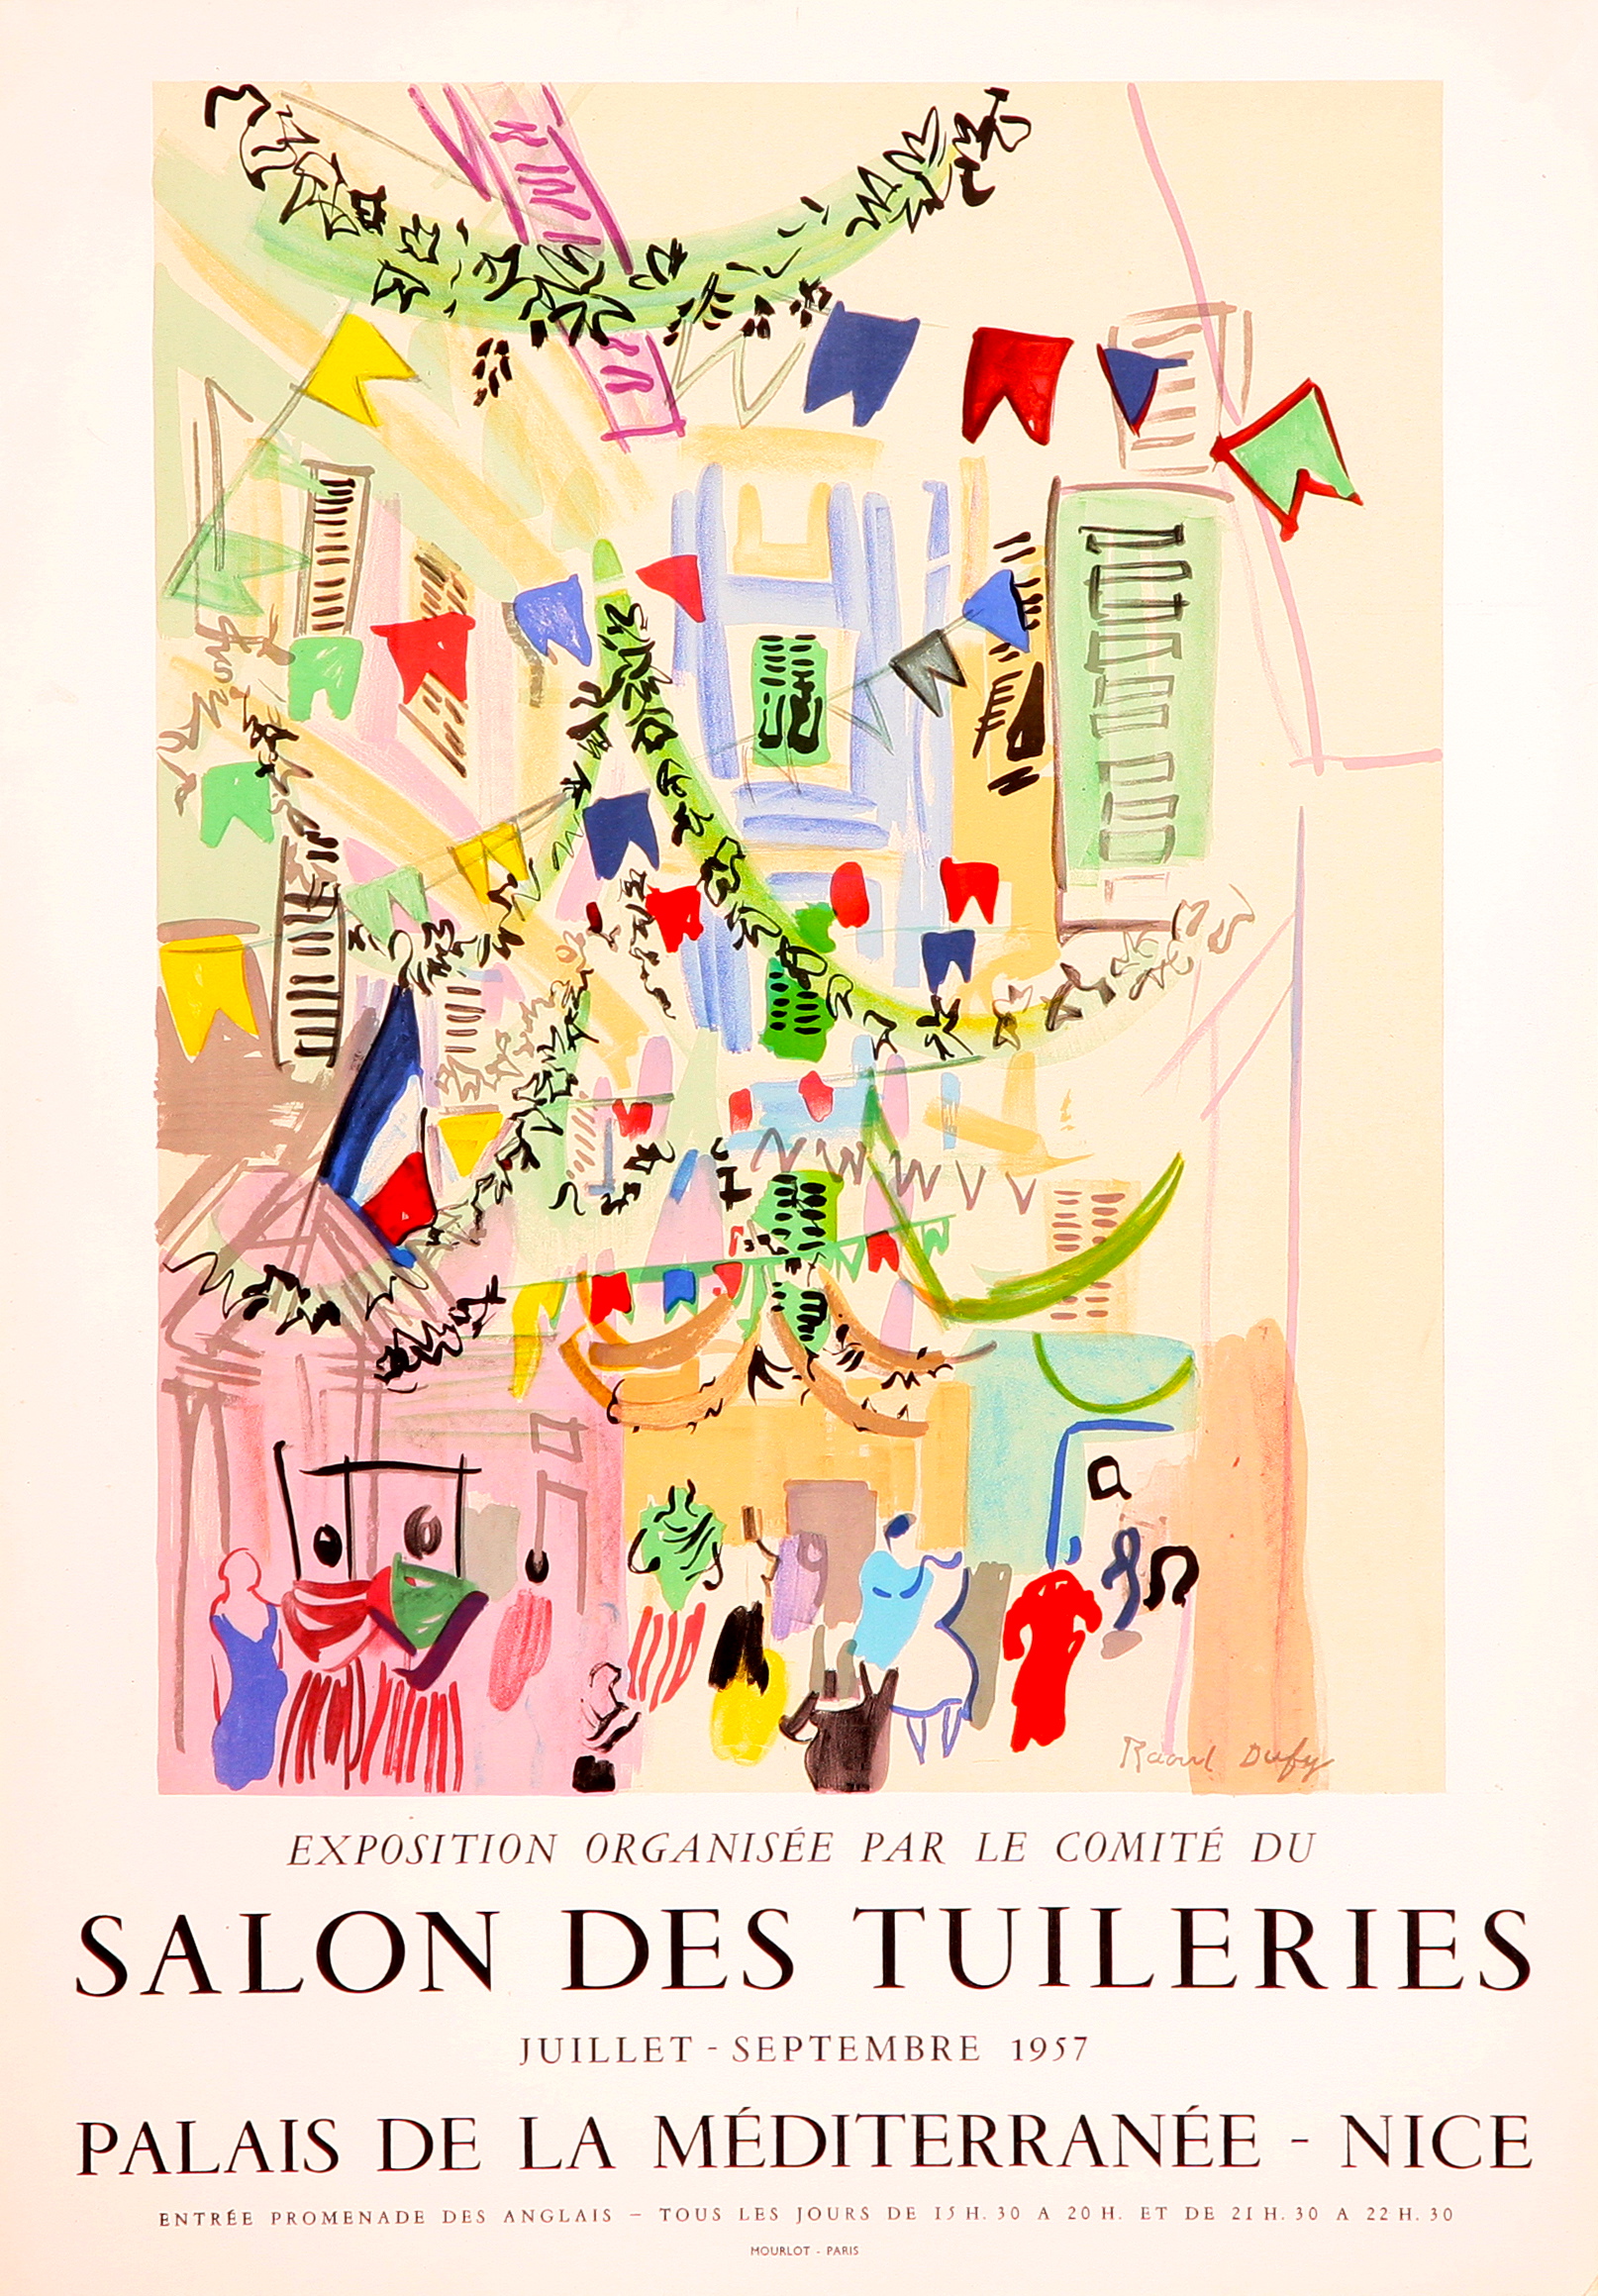 Raoul Dufy
EXPOSITION ORGANISÉE PAR LE COMITÉ DU
SALON DES TUILERIES
JUILLET - SEPTEMBRE 1957
PALAIS DE LA MÉDITERRANÉE - NICE
ENTRÉE PROMENADE DES ANGLAIS – TOUS LES JOURS DE 15 H. 30 A 20 H. ET DE 21 H. 30 A 22 H. 30
MOURLOT - PARIS